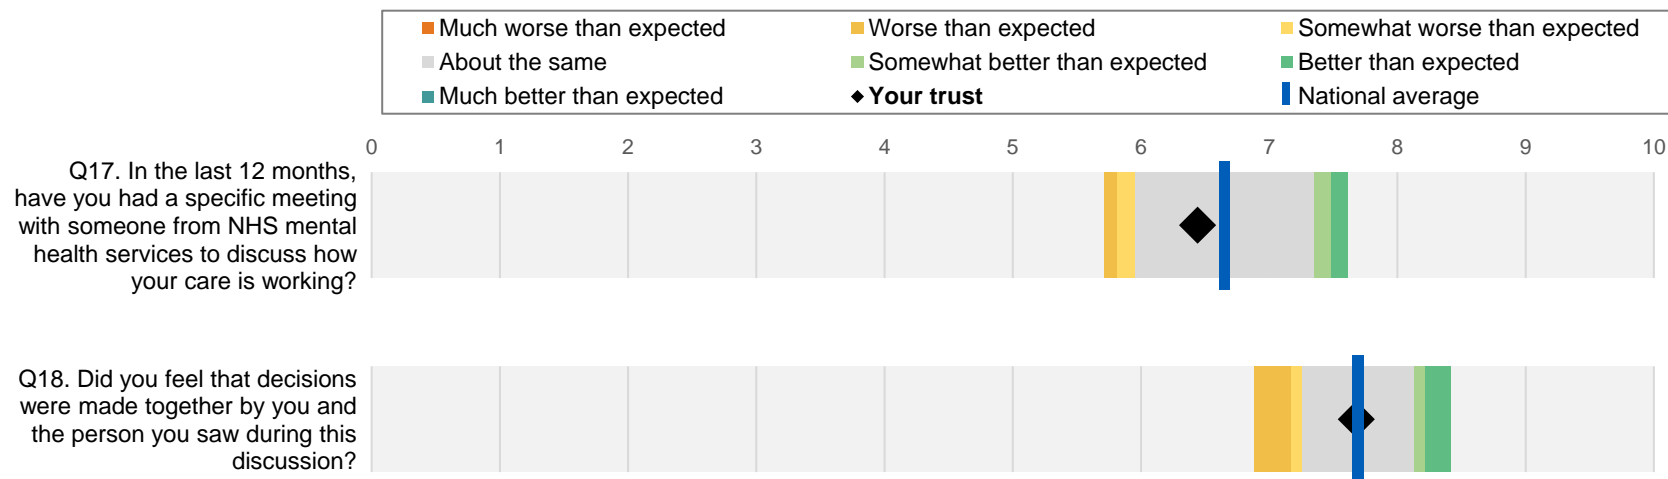 Much worse than expected
Worse than expected
Somewhat worse than expected
About the same
Somewhat better than expected
Better than expected
Much better than expected
Your trust
National average
0 1 2 3 4 5 6 7 8 9 10
Q17. In the last 12 months,
have you had a specific meeting
with someone from NHS mental
health services to discuss how
your care is working?
Q18. Did you feel that decisions
were made together by you and
the person you saw during this
discussion?